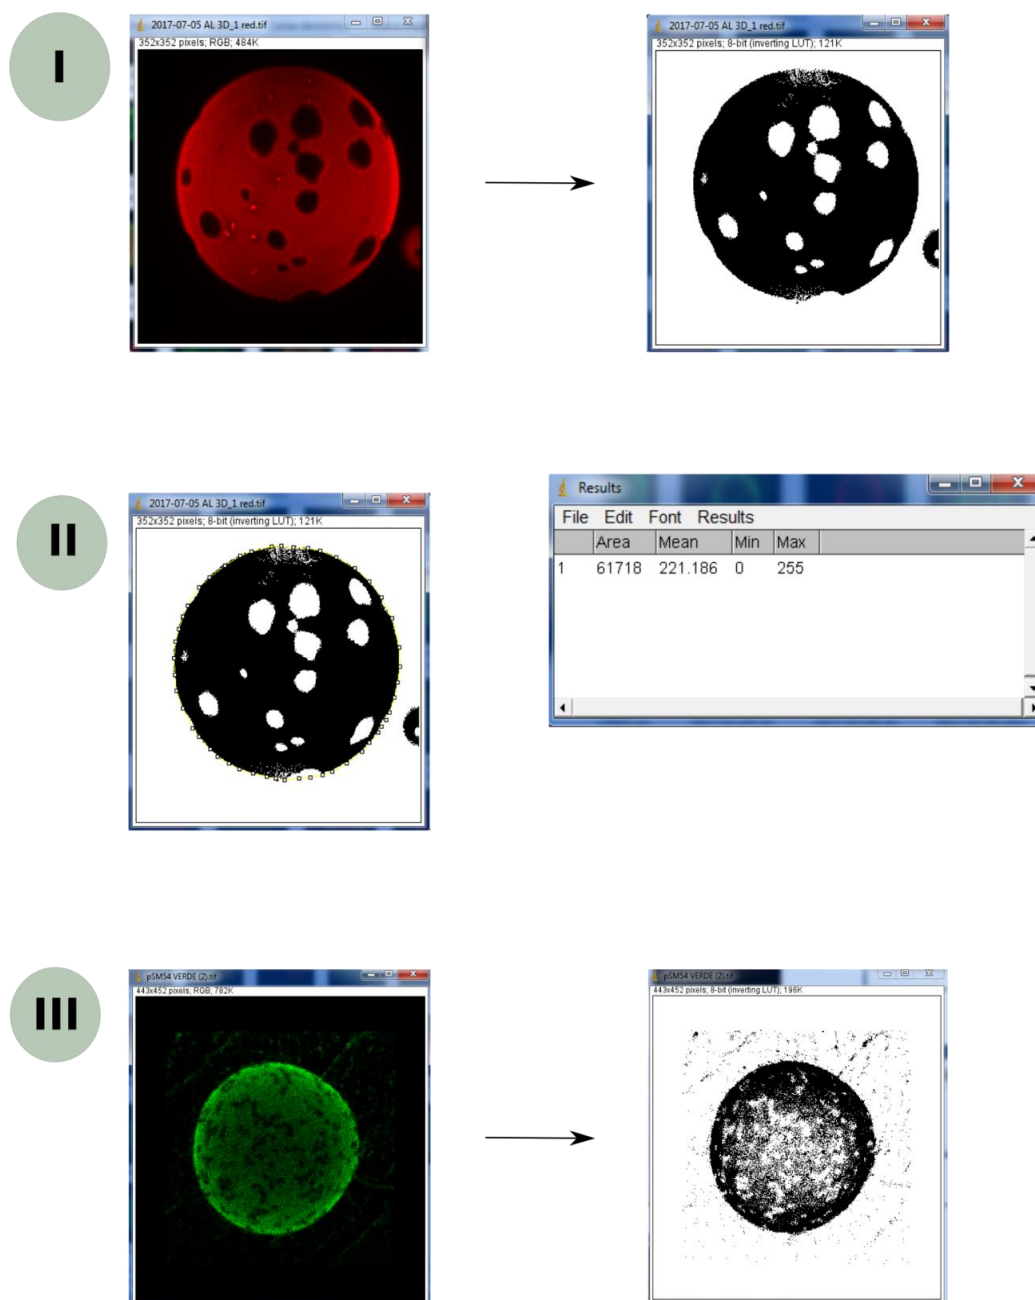 I
2017-07-05 AL 3D_1 red.tif
352x352 pixels; RGB; 484K
2017-07-05 AL 3D_1 red.tif
352x352 pixels; 8-bit (inverting LUT); 121K
II
2017-07-05 AL 3D_1 red.tif
352x352 pixels; 8-bit (inverting LUT); 121K
Results
File Edit Font Results
Area Mean Min Max
1 61718 221.186 0 255
III
pSM54 VERDE (2).tif
443x452 pixels; RGB; 782K
pSM54 VERDE (2).tif
443x452 pixels; 8-bit (inverting LUT); 196K